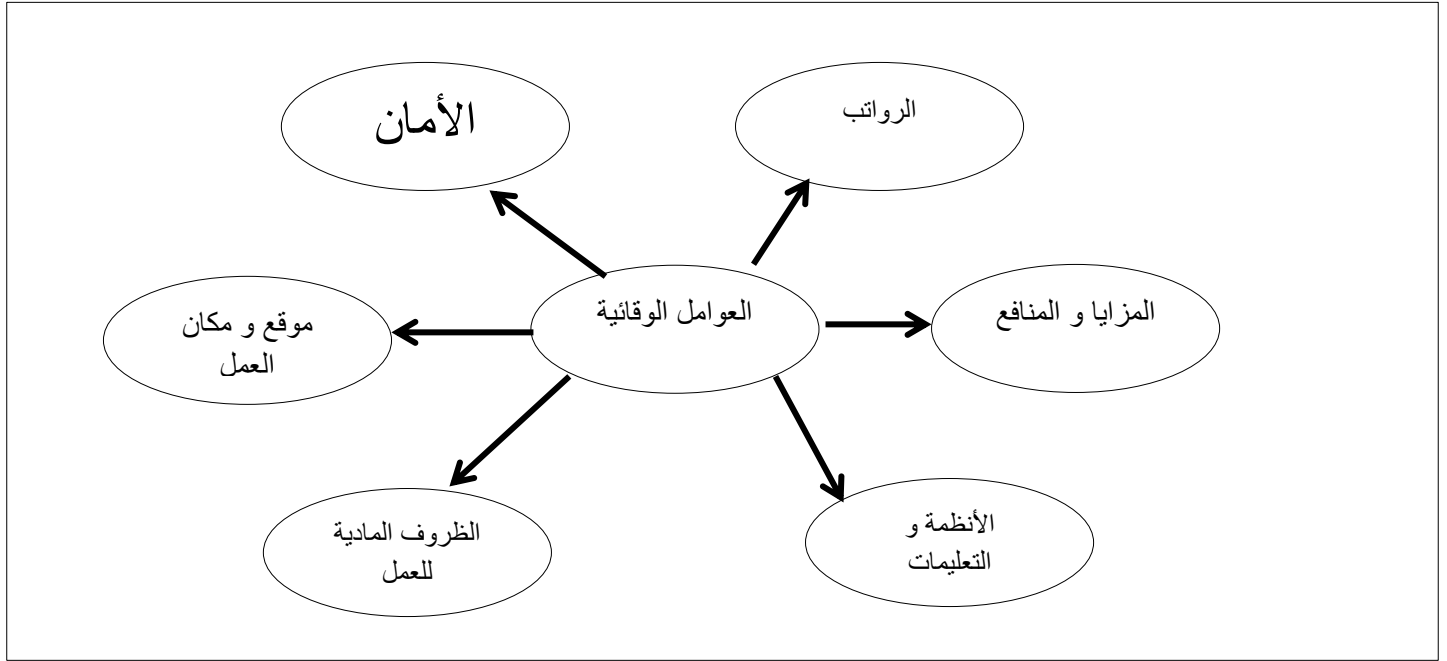 الرواتب
الأمان
العوامل الوقائية
المزايا و المنافع
موقع و مكان
العمل
الأنظمة و
التعليمات
الظروف المادية
للعمل